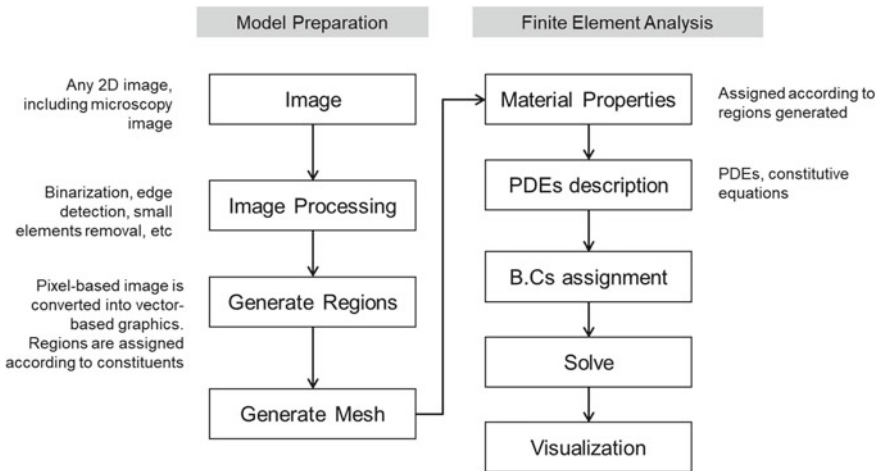 Model Preparation
Finite Element Analysis
Any 2D image,
including microscopy
image
Image
Binarization, edge
detection, small
elements removal, etc
Image Processing
Pixel-based image is
converted into vector-
based graphics.
Regions are assigned
according to constituents
Generate Regions
Generate Mesh
Material Properties
Assigned according to
regions generated
PDEs description
PDEs, constitutive
equations
B.Cs assignment
Solve
Visualization